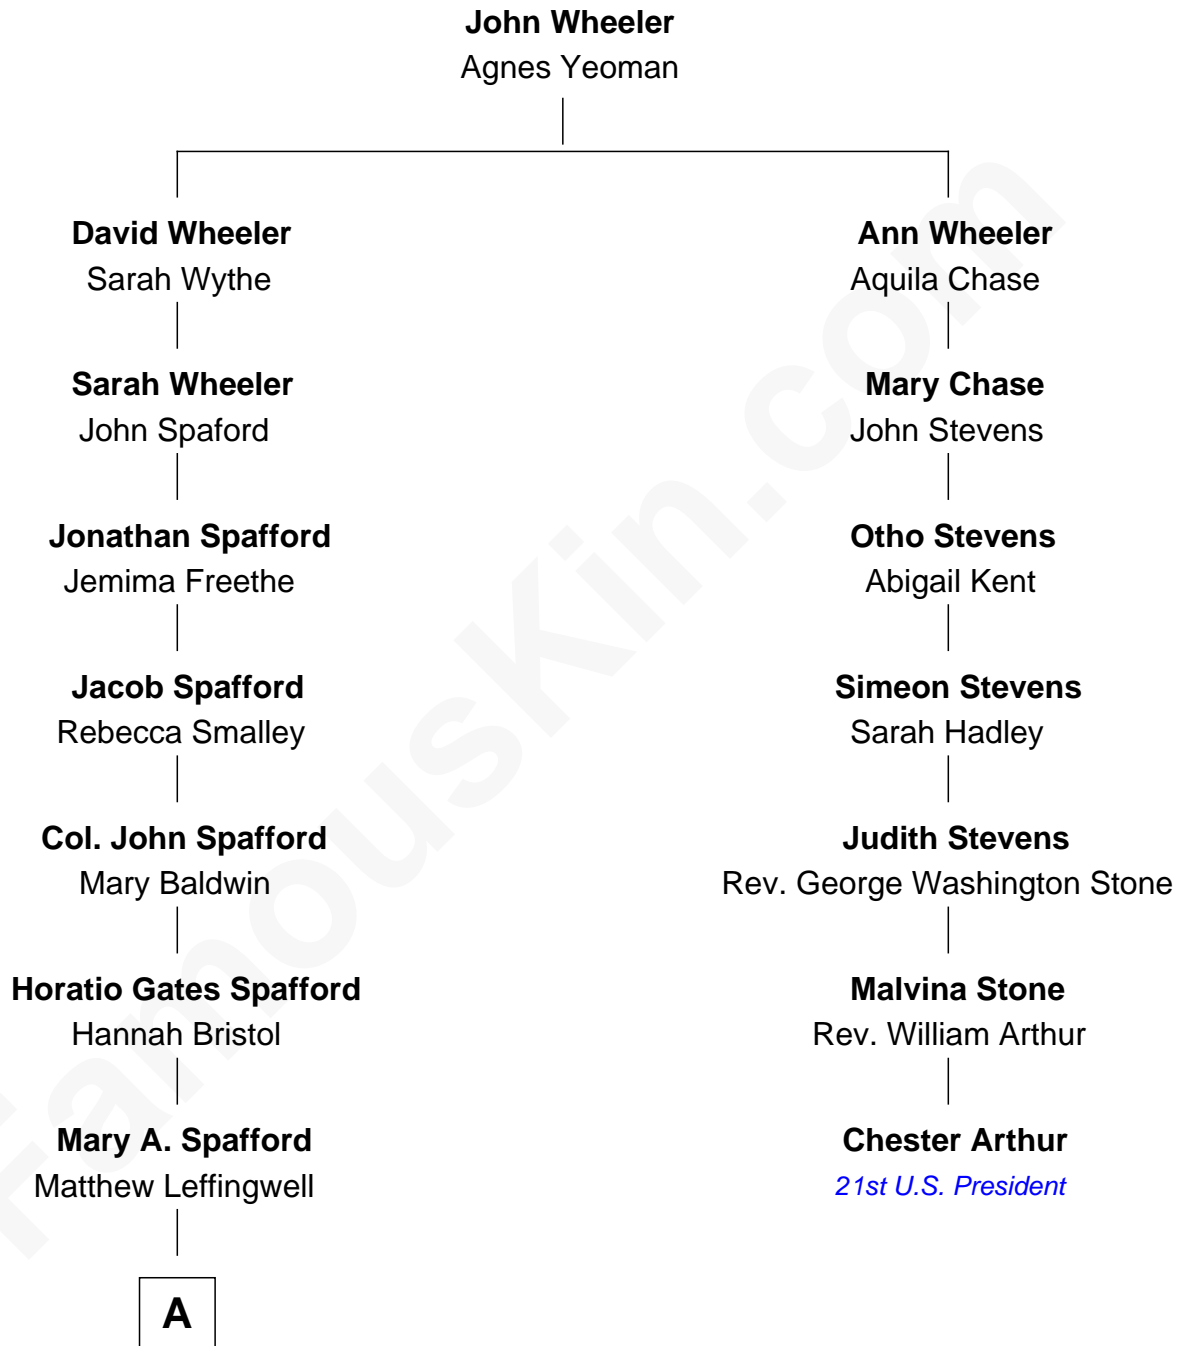 John Wheeler
Agnes Yeoman
David Wheeler
Sarah Wythe
Sarah Wheeler
John Spaford
Jonathan Spafford
Jemima Freethe
Jacob Spafford
Rebecca Smalley
Col. John Spafford
Mary Baldwin
Horatio Gates Spafford
Hannah Bristol
Mary A. Spafford
Matthew Leffingwell
A
Ann Wheeler
Aquila Chase
Mary Chase
John Stevens
Otho Stevens
Abigail Kent
Simeon Stevens
Sarah Hadley
Judith Stevens
Rev. George Washington Stone
Malvina Stone
Rev. William Arthur
Chester Arthur
21st U.S. President
FamousKin.com